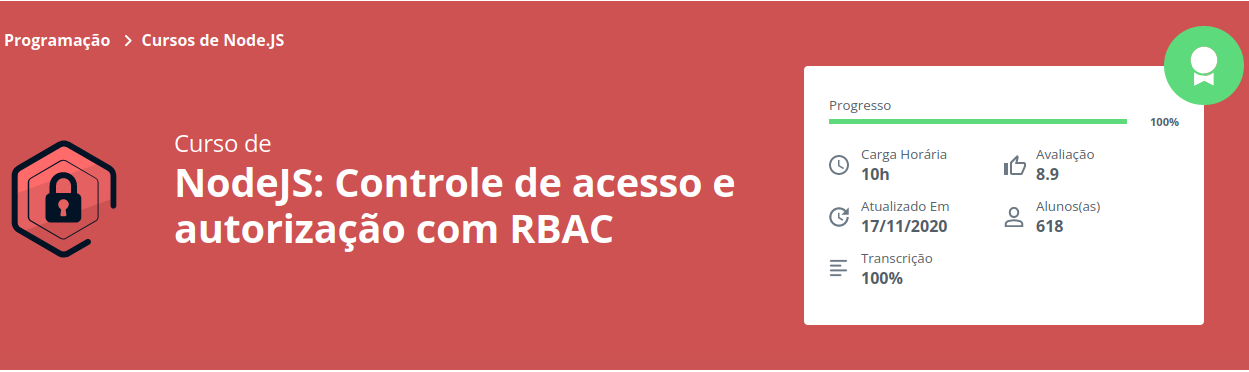 Programação > Cursos de Node.JS
Curso de
NodeJS: Controle de acesso e
autorização com RBAC
Progresso
100%
Carga Horária
10h
Avaliação
8.9
Atualizado Em
17/11/2020
Alunos(as)
618
Transcrição
100%